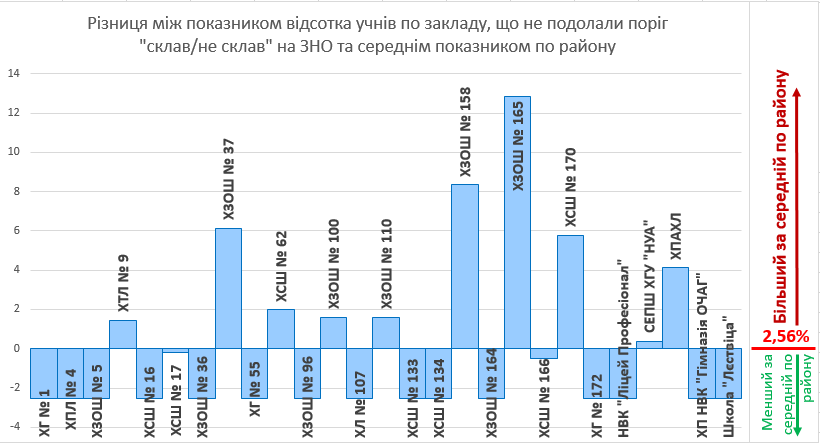 Різниця між показником відсотка учнів по закладу, що не подолали поріг
"склав/не склав" на ЗНО та середнім показником по району
14
12
10
8
6
4
2
0
-2
-4
ХГ № 1
ХПЛ № 4
ХЗОШ № 5
ХТЛ № 9
ХСШ № 16
ХСШ № 17
ХЗОШ № 36
ХЗОШ № 37
ХГ № 55
ХСШ № 62
ХЗОШ № 96
ХЗОШ № 100
ХЛ № 107
ХЗОШ № 110
ХСШ № 133
ХСШ № 134
ХЗОШ № 158
ХЗОШ № 164
ХЗОШ № 165
ХСШ № 166
ХСШ № 170
ХГ № 172
НВК "Ліцей Професіонал"
СЕПШ ХГУ "НУА"
ХПАХЛ
ХП НВК "Гімназія ОЧАГ"
Школа "Лєствіца"
Більший за середній по району
2,56%
Менший за
середній по
району